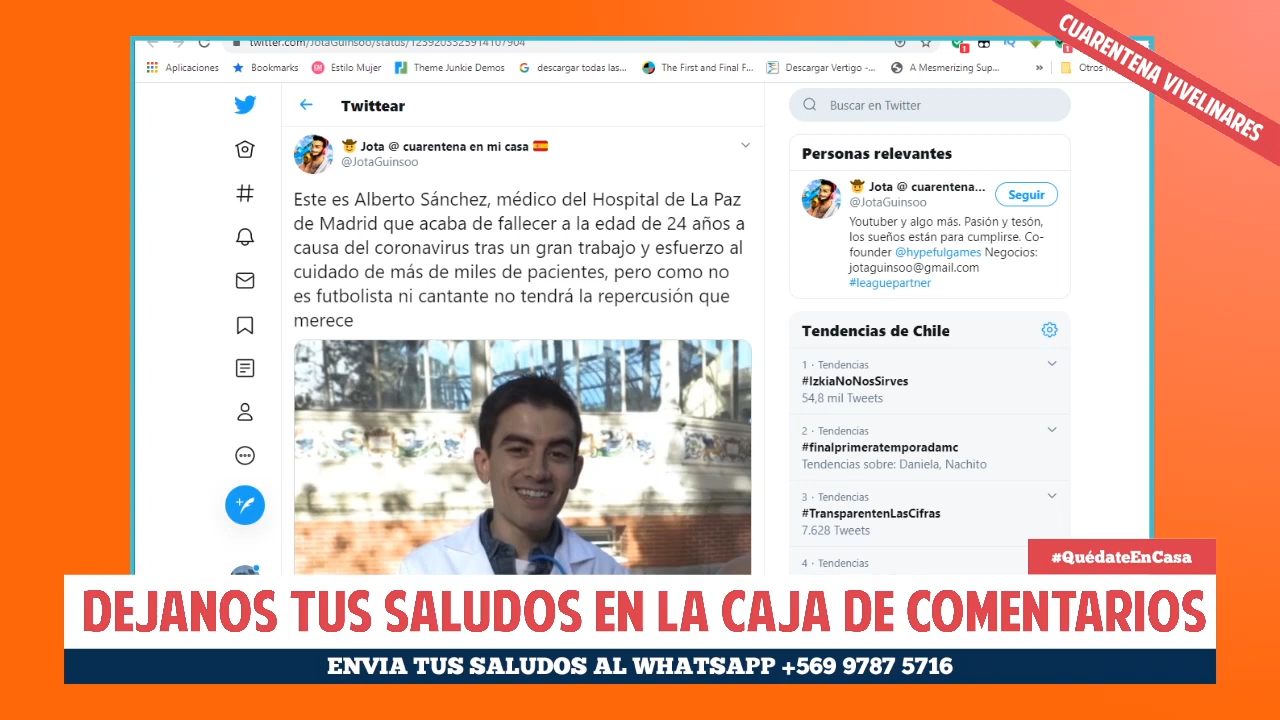 CUARENTENA VIVELINARES
twitter.com/JotaGuinsoo/status/1239203325914107904
Aplicaciones
Bookmarks
Estilo Mujer
Theme Junkie Demos
descargar todas las...
The First and Final F...
Descargar Vertigo -...
A Mesmerizing Sup...
»
Otros
Twittear
Buscar en Twitter
Jota @ cuarentena en mi casa
@JotaGuinsoo
Este es Alberto Sánchez, médico del Hospital de La Paz
de Madrid que acaba de fallecer a la edad de 24 años a
causa del coronavirus tras un gran trabajo y esfuerzo al
cuidado de más de miles de pacientes, pero como no
es futbolista ni cantante no tendrá la repercusión que
merece
Personas relevantes
Jota @ cuarentena...
@JotaGuinsoo
Seguir
Youtuber y algo más. Pasión y tesón,
los sueños están para cumplirse. Co-
founder @hypefulgames Negocios:
jotaguinsoo@gmail.com
#leaguepartner
Tendencias de Chile
1 · Tendencias
#IzkiaNoNosSirves
54,8 mil Tweets
2 · Tendencias
#finalprimeratemporadamc
Tendencias sobre: Daniela, Nachito
3 · Tendencias
#TransparentenLasCifras
7.628 Tweets
4 · Tendencias
#QuédateEnCasa
DEJANOS TUS SALUDOS EN LA CAJA DE COMENTARIOS
ENVIA TUS SALUDOS AL WHATSAPP +569 9787 5716